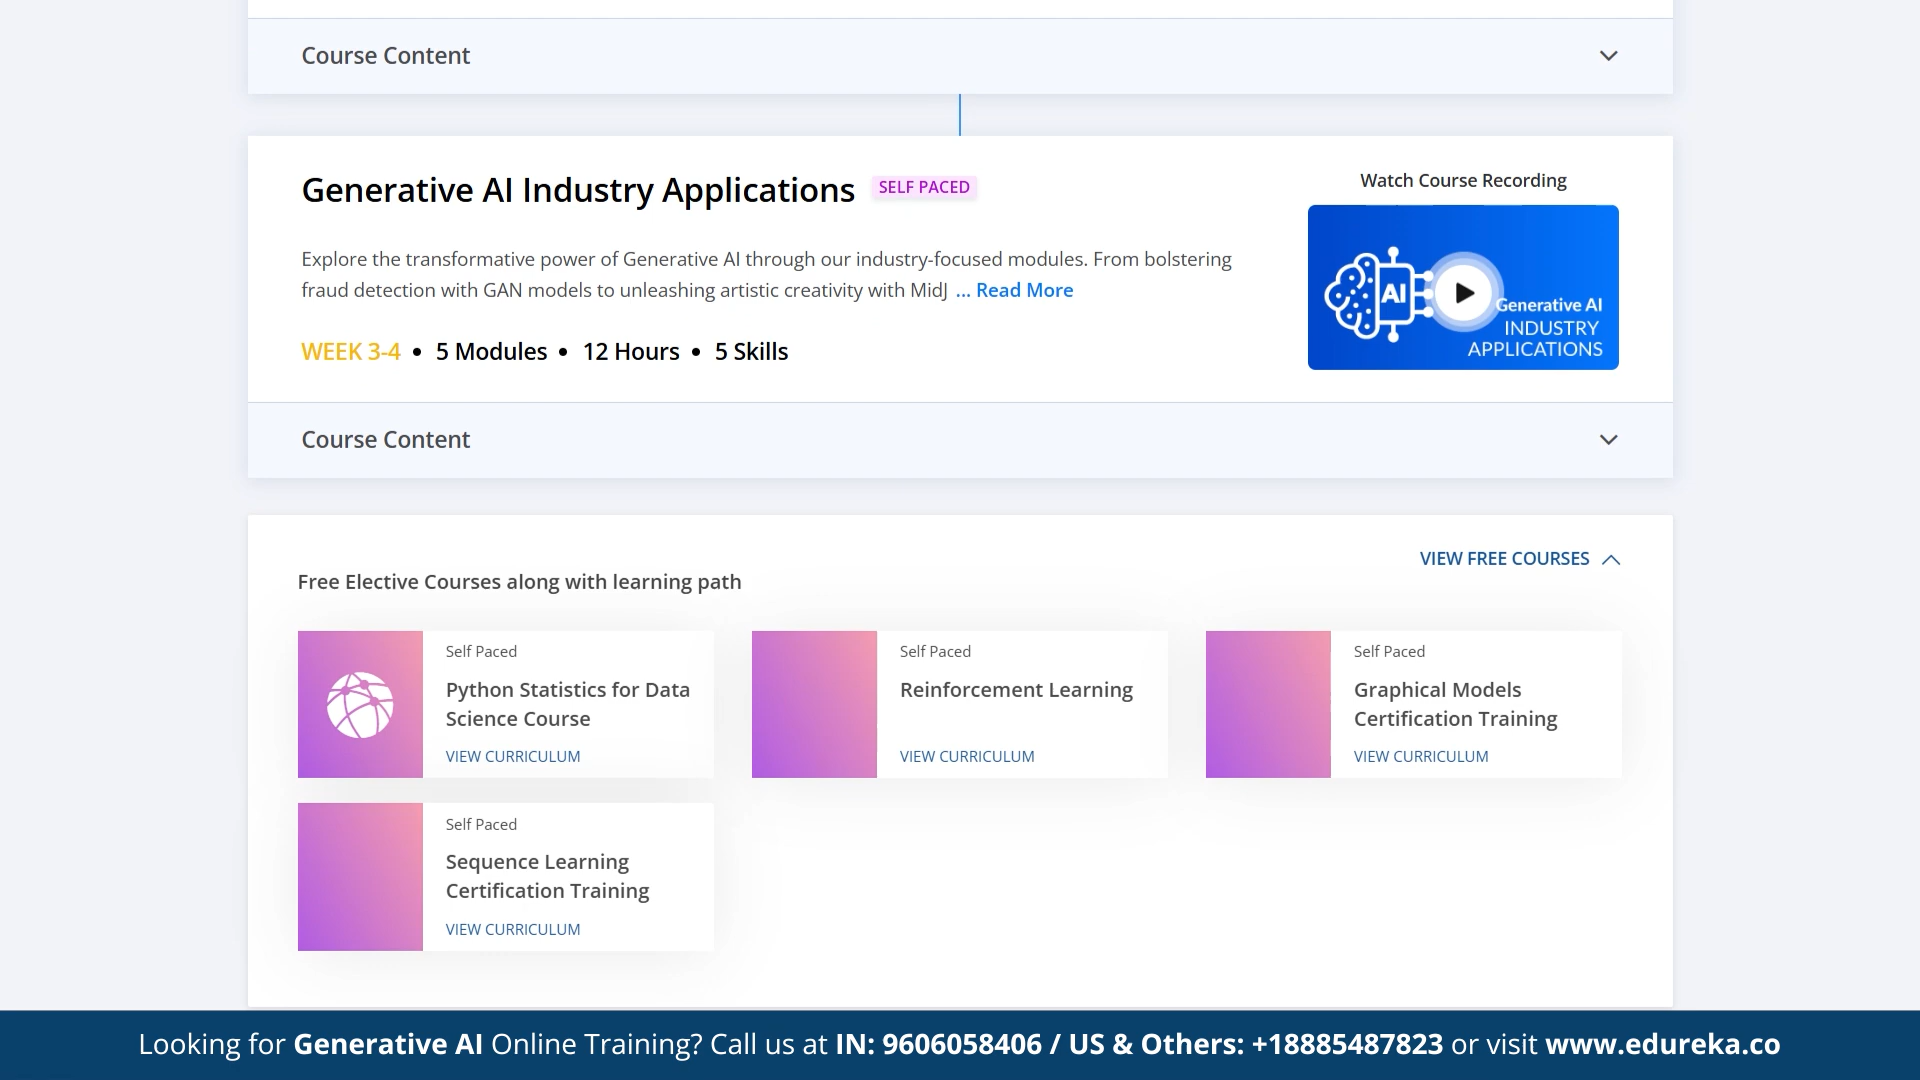 Course Content
Generative AI Industry Applications SELF PACED
Explore the transformative power of Generative AI through our industry-focused modules. From bolstering
fraud detection with GAN models to unleashing artistic creativity with MidJ ... Read More
WEEK 3-4 • 5 Modules • 12 Hours • 5 Skills
Watch Course Recording
AI
Generative AI
INDUSTRY
APPLICATIONS
Course Content
VIEW FREE COURSES
Free Elective Courses along with learning path
Self Paced
Python Statistics for Data
Science Course
VIEW CURRICULUM
Self Paced
Reinforcement Learning
VIEW CURRICULUM
Self Paced
Graphical Models
Certification Training
VIEW CURRICULUM
Self Paced
Sequence Learning
Certification Training
VIEW CURRICULUM
Looking for Generative AI Online Training? Call us at IN: 9606058406 / US & Others: +18885487823 or visit www.edureka.co